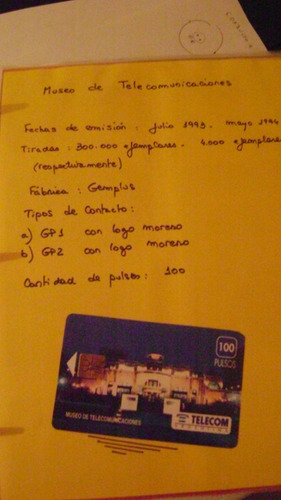 Museo de Telecomunicaciones
Fechas de emisión: julio 1993. mayo 1994
Tiradas: 300.000 ejemplares. 4.000 ejemplares
(respectivamente)
Fábrica: Gemplus
Tipos de Contacto:
a) GP1 con logo moreno
b) GP2 con logo moreno
Cantidad de pulsos: 100
100
PULSOS
MUSEO DE TELECOMUNICACIONES
TELECOM
ARGENTINA